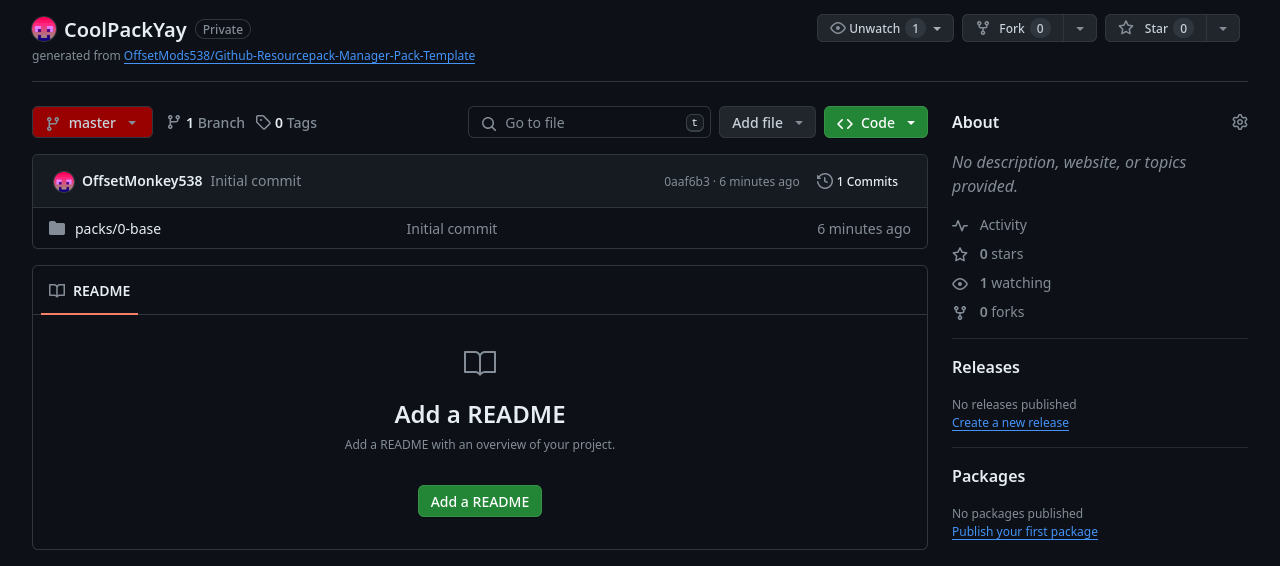 CoolPackYay Private
Unwatch 1 Fork 0 Star 0
generated from OffsetMods538/Github-Resourcepack-Manager-Pack-Template
master 1 Branch 0 Tags Go to file t Add file Code
OffsetMonkey538 Initial commit 0aaf6b3 · 6 minutes ago 1 Commits
packs/0-base Initial commit 6 minutes ago
README
Add a README
Add a README with an overview of your project.
Add a README
About
No description, website, or topics
provided.
Activity
0 stars
1 watching
0 forks
Releases
No releases published
Create a new release
Packages
No packages published
Publish your first package